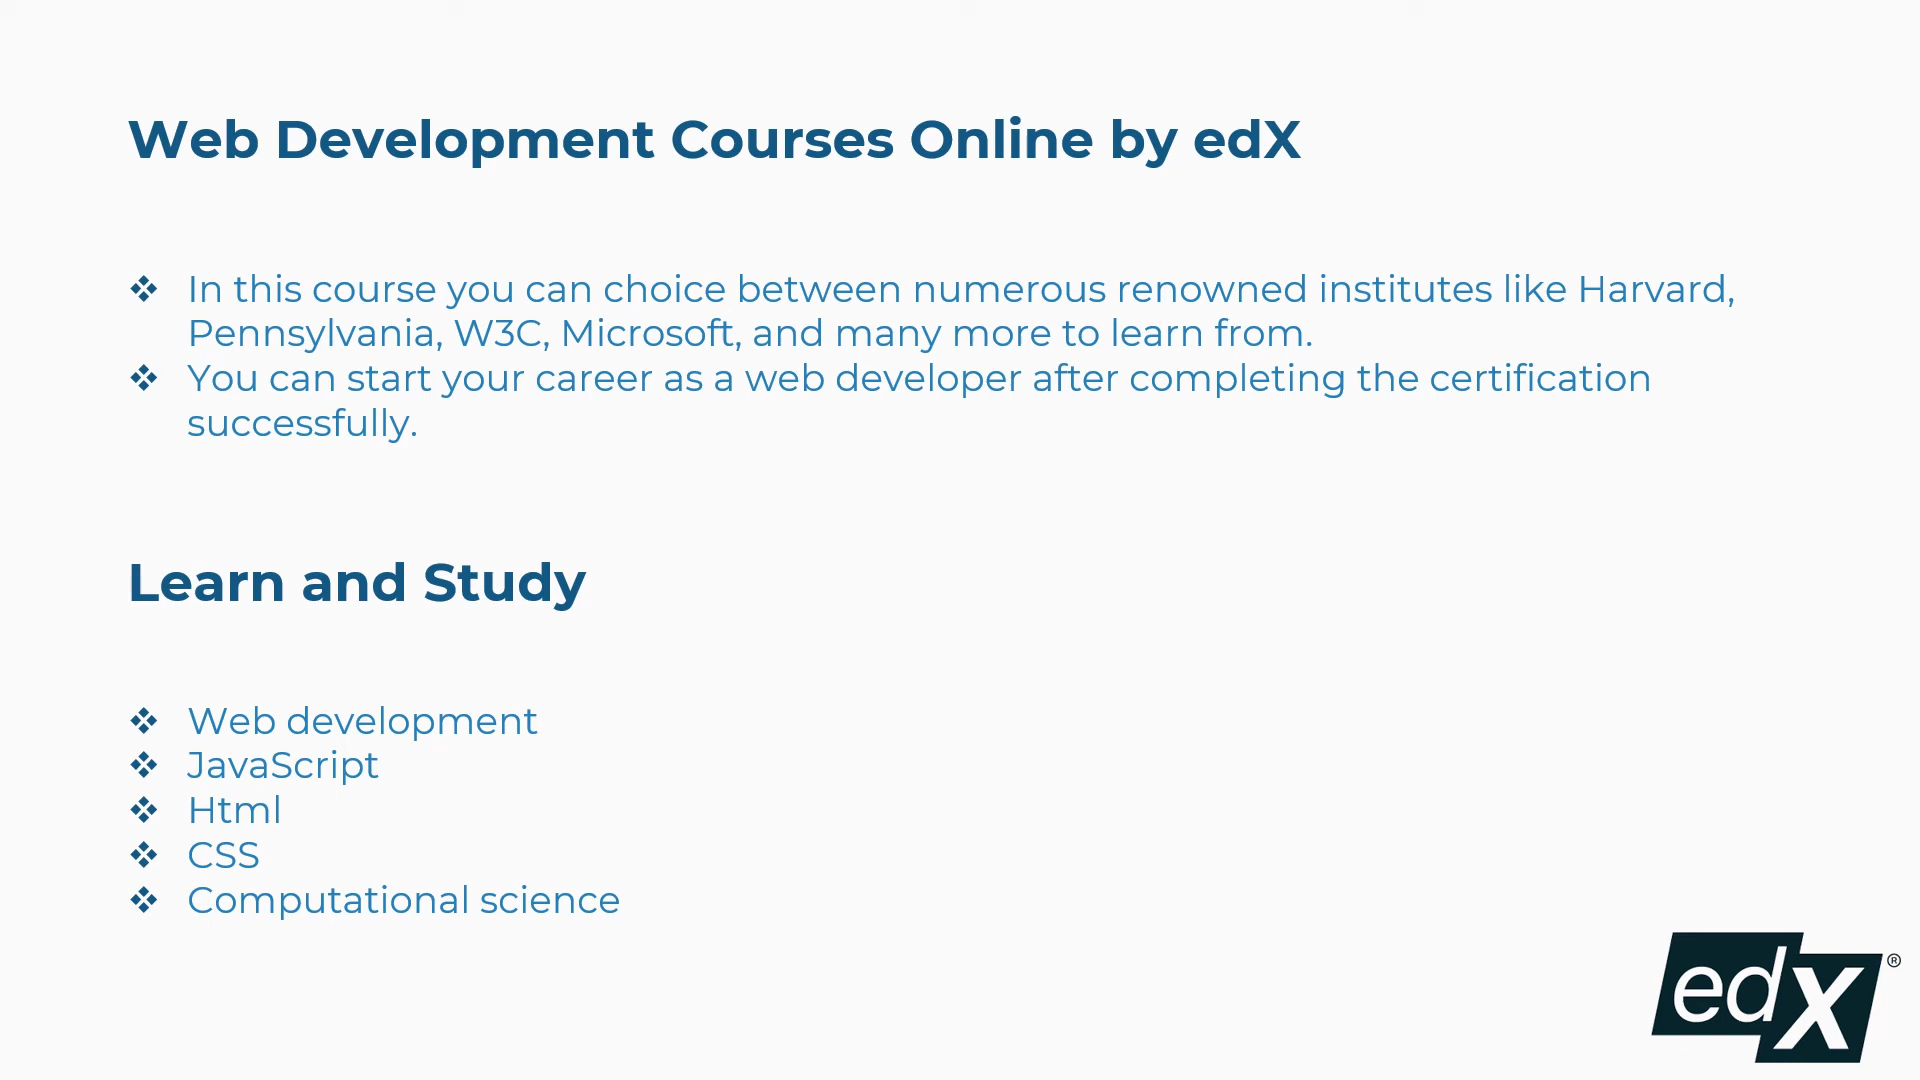 Web Development Courses Online by edX
❖ In this course you can choice between numerous renowned institutes like Harvard,
Pennsylvania, W3C, Microsoft, and many more to learn from.
❖ You can start your career as a web developer after completing the certification
successfully.
Learn and Study
❖ Web development
❖ JavaScript
❖ Html
❖ CSS
❖ Computational science
edX®